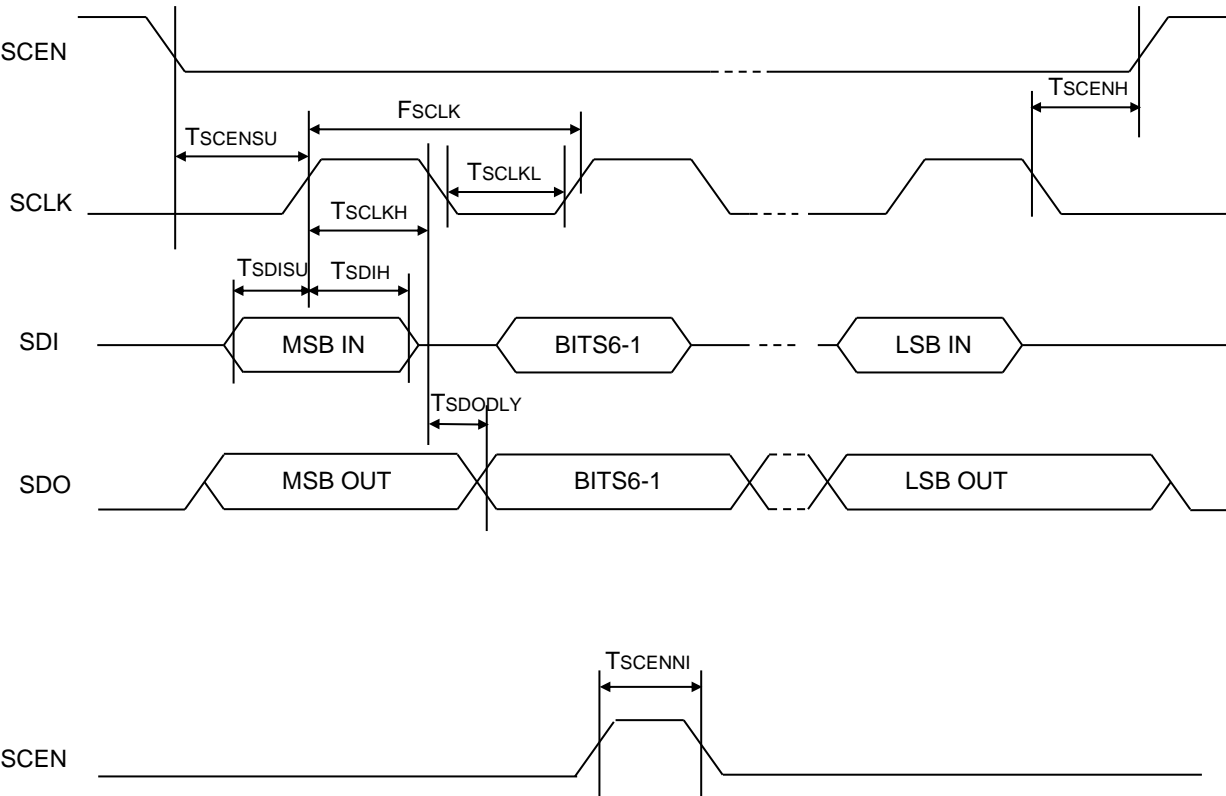 SCEN
TSCENH
FSCLK
TSCENSU
TSCLKL
SCLK
TSCLKH
TSDISU
TSDIH
SDI
MSB IN
BITS6-1
LSB IN
TSDODLY
SDO
MSB OUT
BITS6-1
LSB OUT
TSCENNI
SCEN